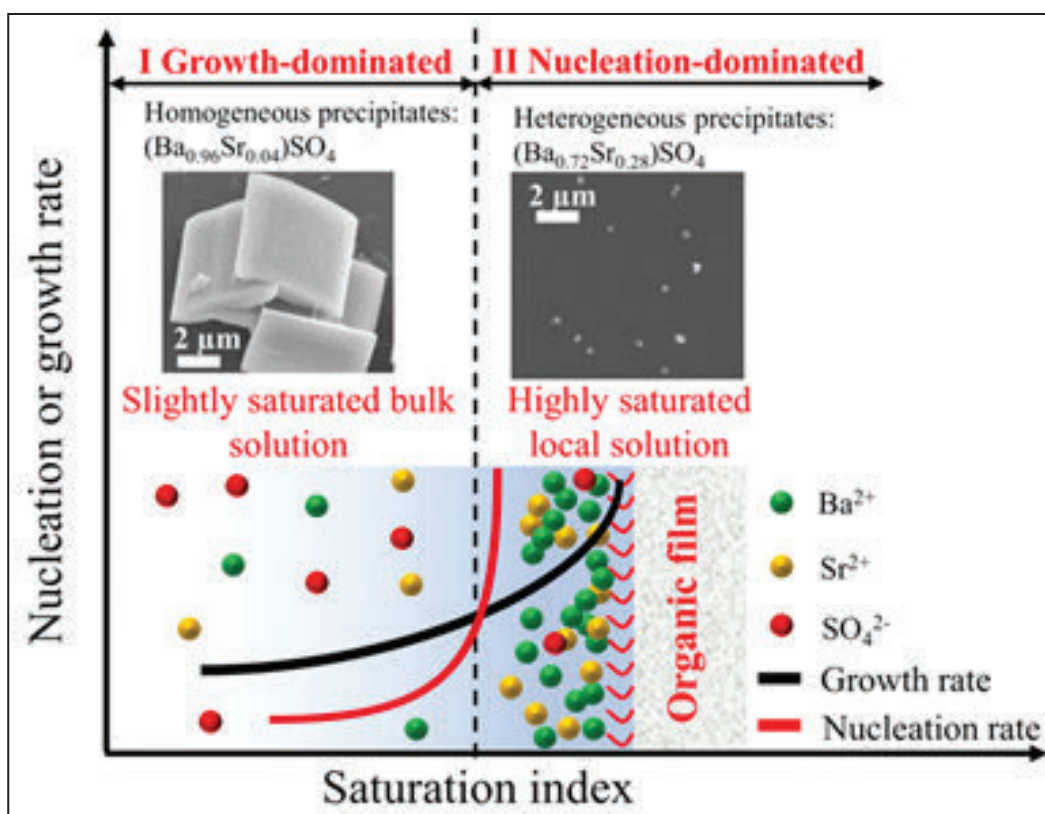 I Growth-dominated
II Nucleation-dominated
Homogeneous precipitates:
(Ba₀.₉₆Sr₀.₀₄)SO₄
Heterogeneous precipitates:
(Ba₀.₇₂Sr₀.₂₈)SO₄
2 μm
2 μm
Slightly saturated bulk
solution
Highly saturated
local solution
Nucleation or growth rate
Organic film
Ba²⁺
Sr²⁺
SO₄²⁻
Growth rate
Nucleation rate
Saturation index